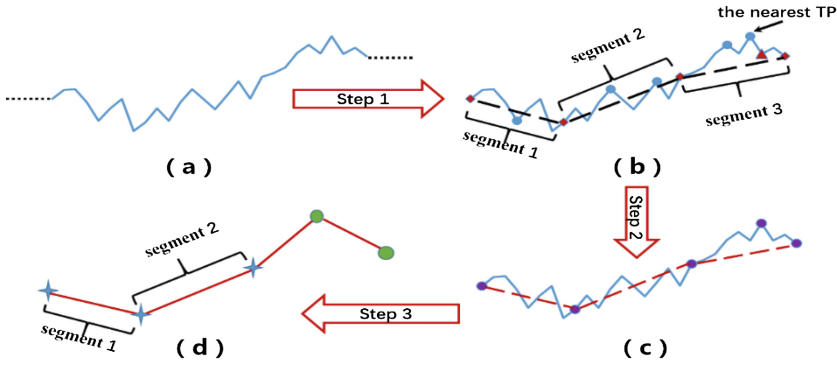 the nearest TP
segment 2
Step 1
segment 3
segment 1
( a )
( b )
Step 2
segment 2
Step 3
segment 1
( d )
( c )